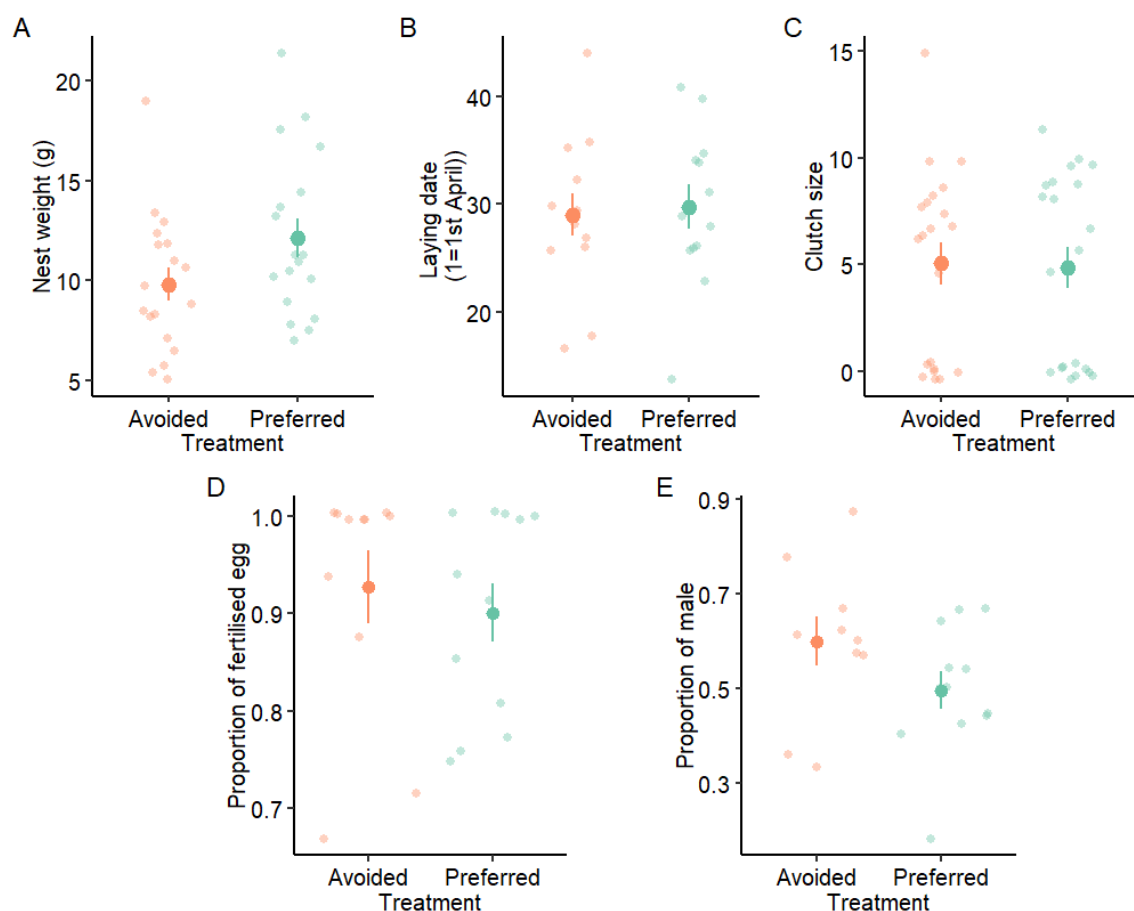 A
Nest weight (g)
20
15
10
5
Avoided
Preferred
Treatment
B
Laying date
(1=1st April))
40
30
20
Avoided
Preferred
Treatment
C
Clutch size
15
10
5
0
Avoided
Preferred
Treatment
D
Proportion of fertilised egg
1.0
0.9
0.8
0.7
Avoided
Preferred
Treatment
E
Proportion of male
0.9
0.7
0.5
0.3
Avoided
Preferred
Treatment